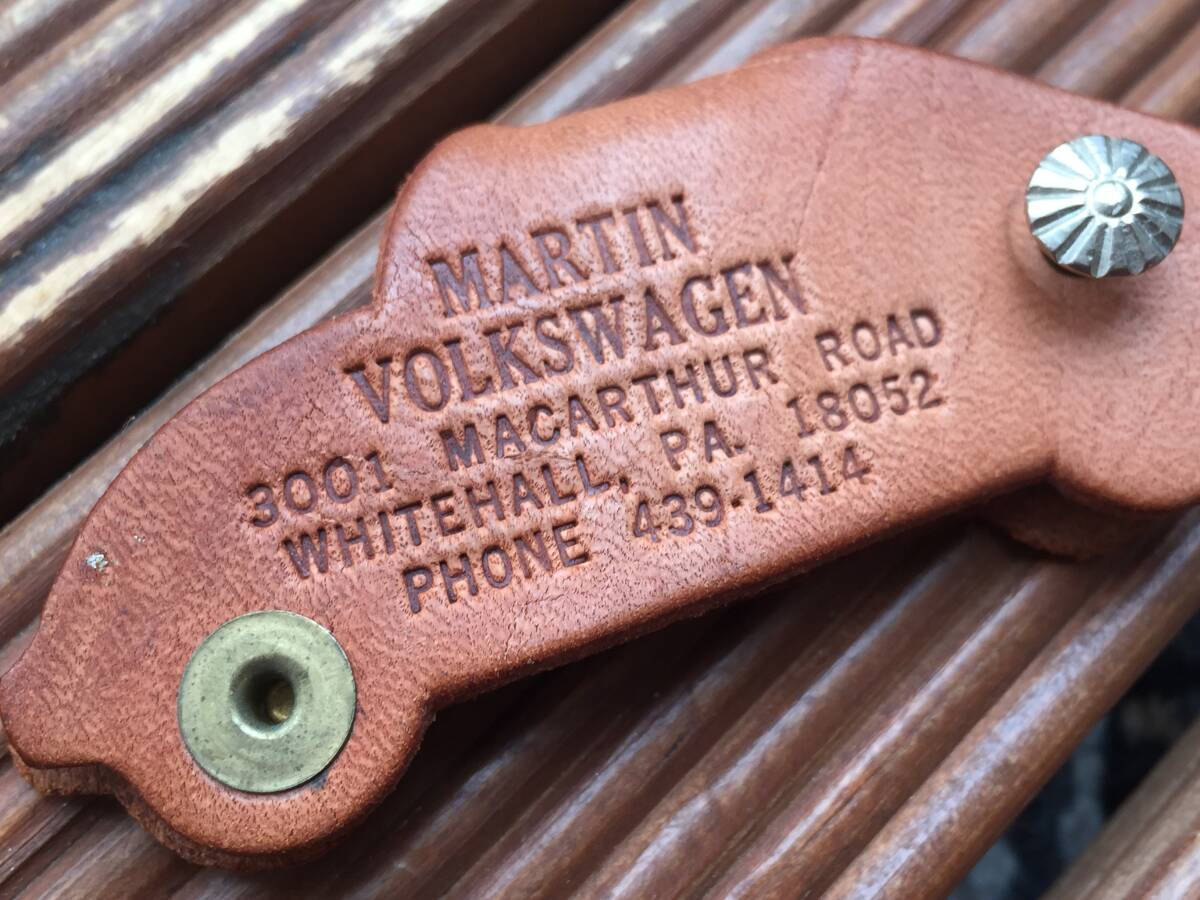 MARTIN
VOLKSWAGEN
3001 MACARTHUR ROAD
WHITEHALL, PA. 18052
PHONE 439-1414